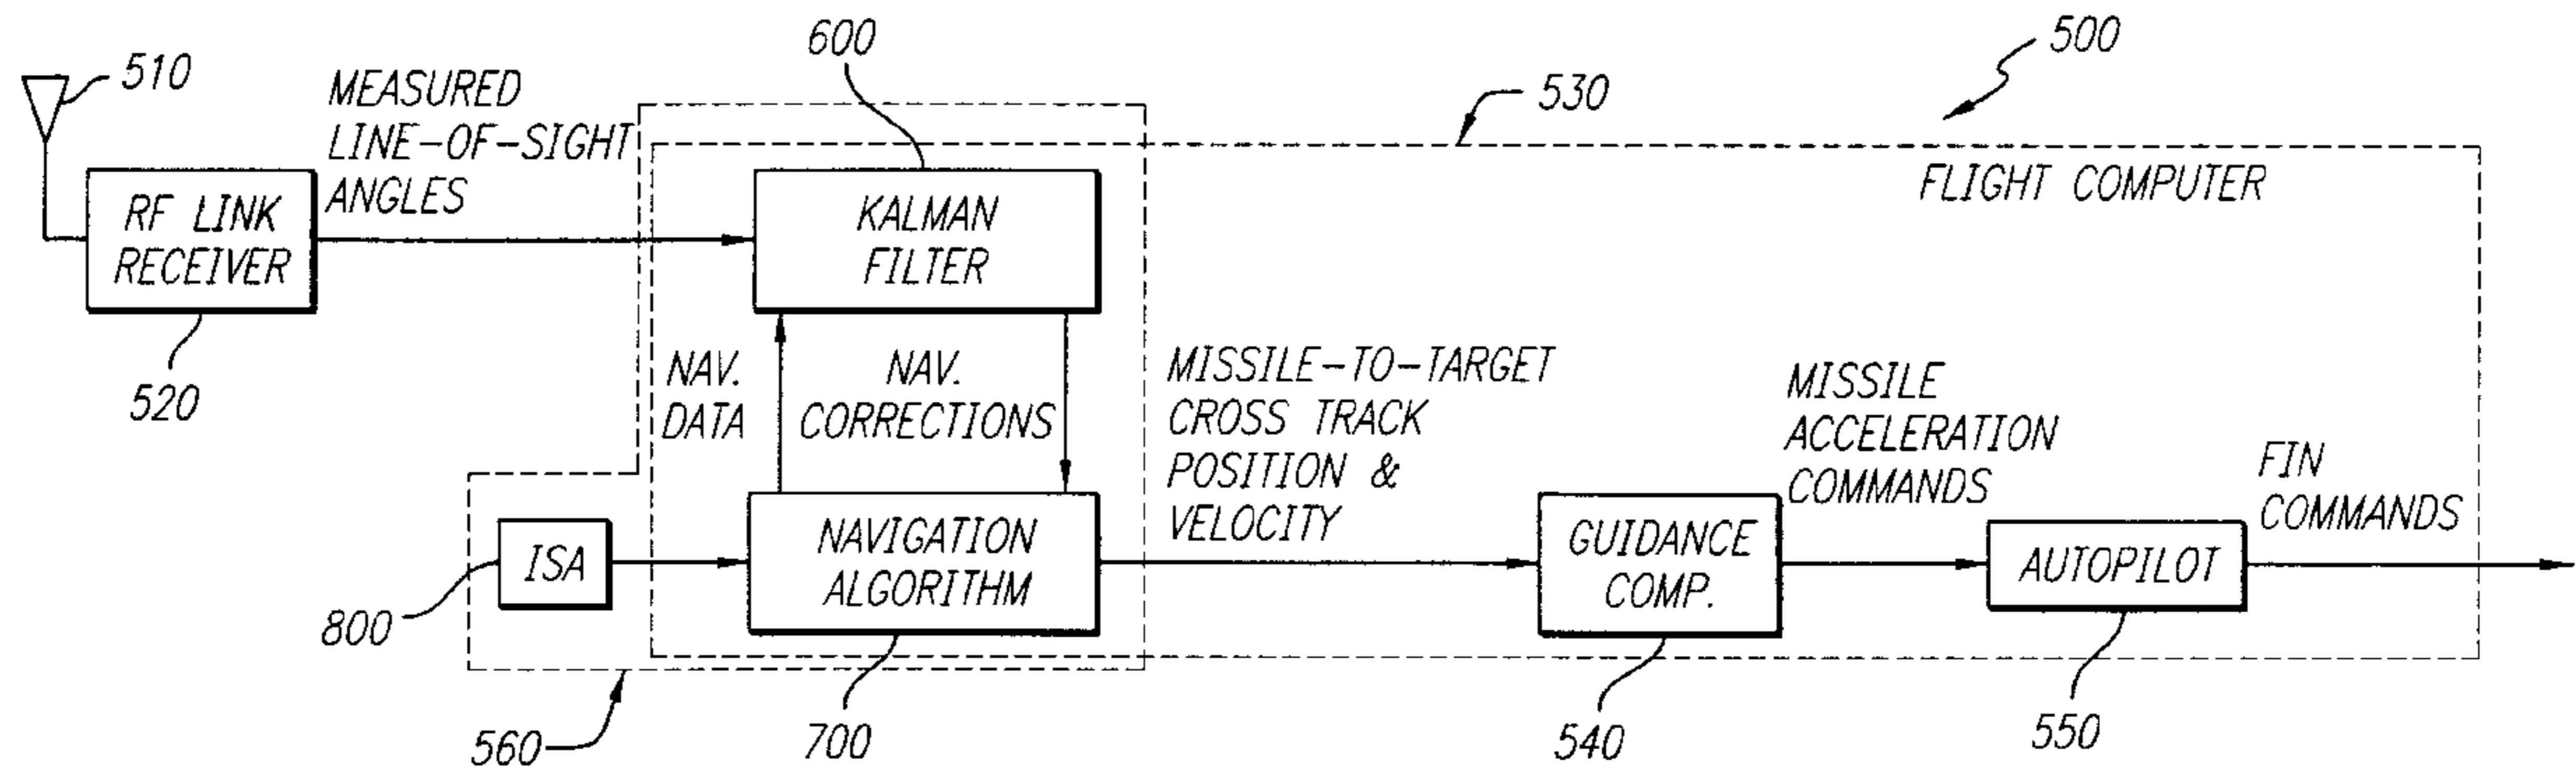 600
500
510
530
MEASURED
LINE-OF-SIGHT
ANGLES
FLIGHT COMPUTER
RF LINK
RECEIVER
KALMAN
FILTER
520
NAV.
DATA
NAV.
CORRECTIONS
MISSILE-TO-TARGET
CROSS TRACK
POSITION &
VELOCITY
MISSILE
ACCELERATION
COMMANDS
FIN
COMMANDS
ISA
NAVIGATION
ALGORITHM
GUIDANCE
COMP.
AUTOPILOT
800
560
700
540
550